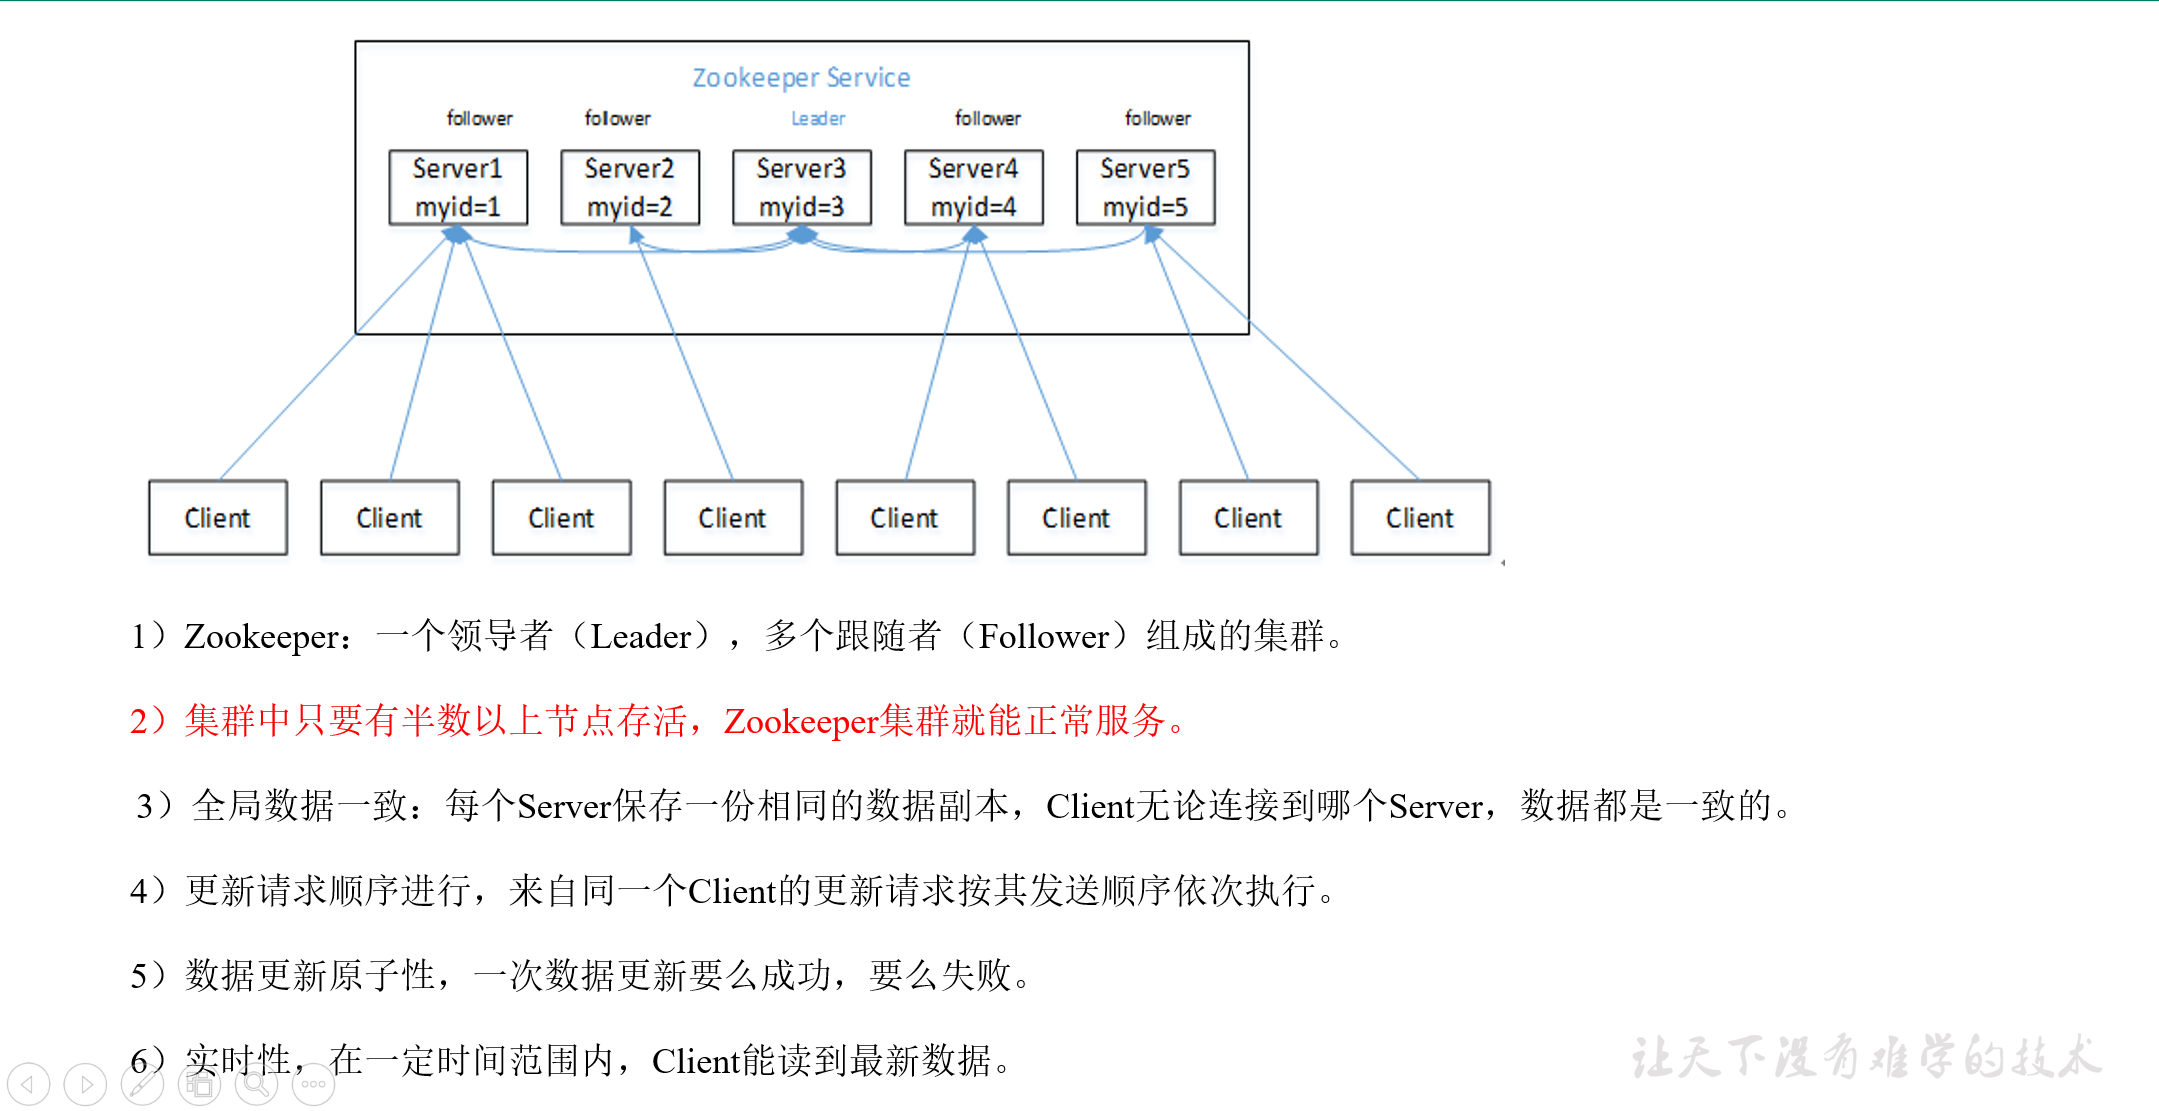 Zookeeper Service
follower follower Leader follower follower
Server1 Server2 Server3 Server4 Server5
myid=1 myid=2 myid=3 myid=4 myid=5
Client Client Client Client Client Client Client Client
1）Zookeeper：一个领导者（Leader），多个跟随者（Follower）组成的集群。
2）集群中只要有半数以上节点存活，Zookeeper集群就能正常服务。
3）全局数据一致：每个Server保存一份相同的数据副本，Client无论连接到哪个Server，数据都是一致的。
4）更新请求顺序进行，来自同一个Client的更新请求按其发送顺序依次执行。
5）数据更新原子性，一次数据更新要么成功，要么失败。
6）实时性，在一定时间范围内，Client能读到最新数据。
让天下没有难学的技术